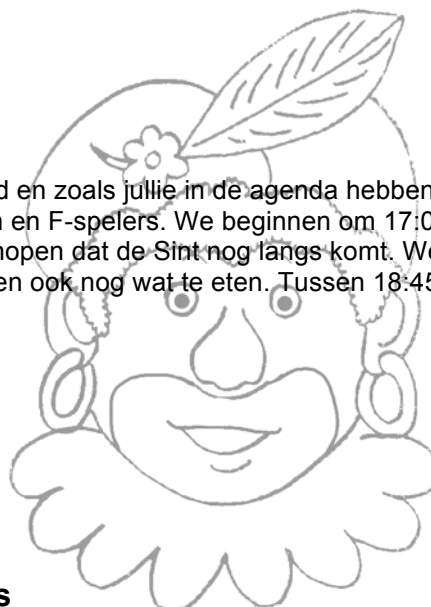 d en zoals jullie in de agenda hebben
n en F-spelers. We beginnen om 17:0
hopen dat de Sint nog langs komt. We
en ook nog wat te eten. Tussen 18:45
s